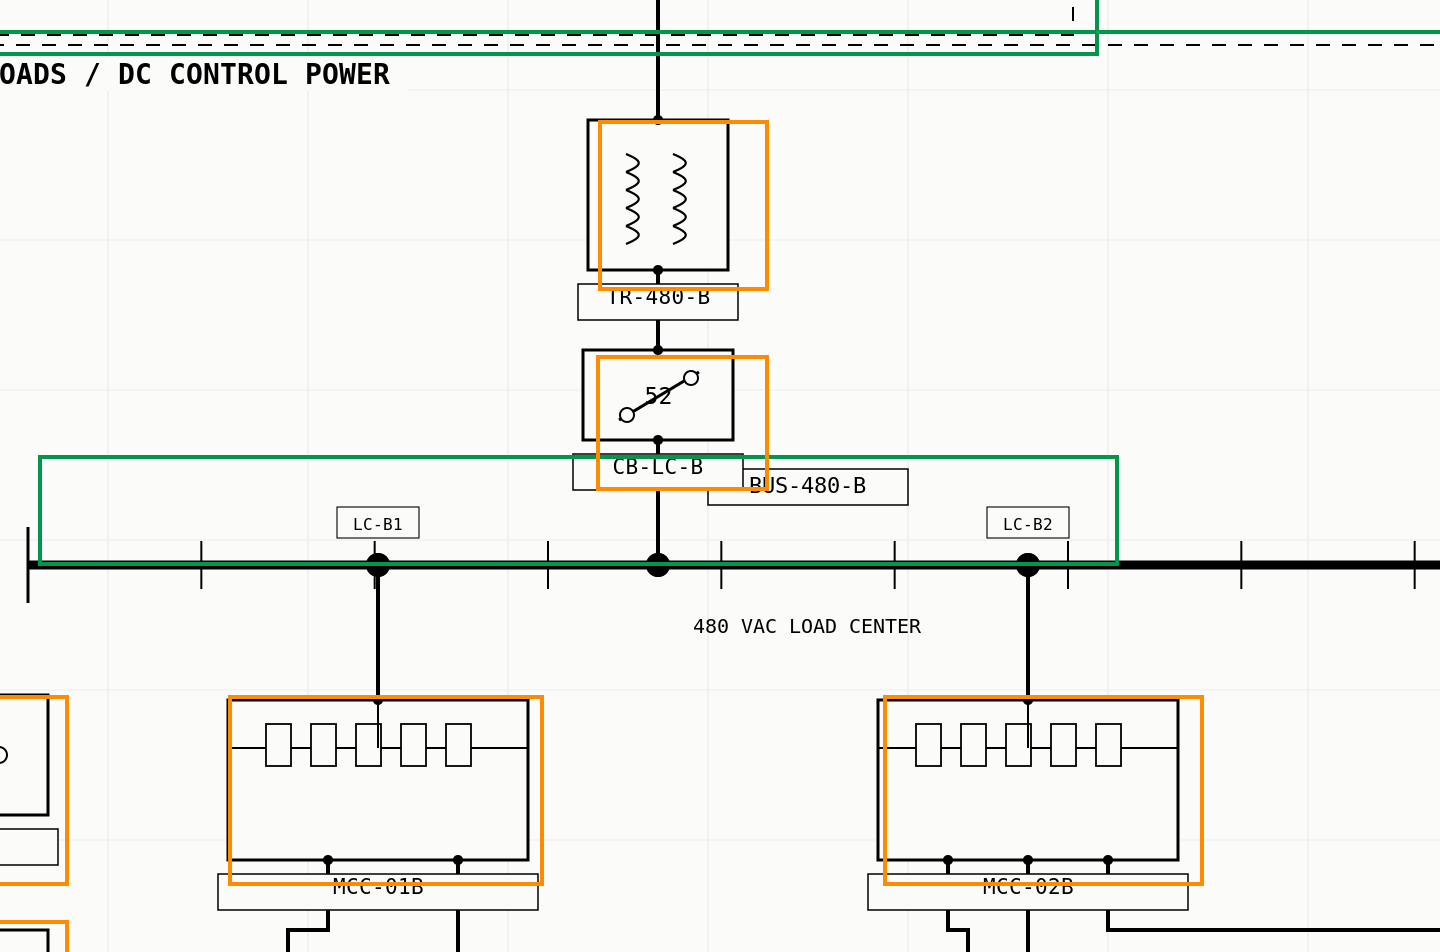 OADS / DC CONTROL POWER
TR-480-B
52
CB-LC-B
BUS-480-B
LC-B1
LC-B2
480 VAC LOAD CENTER
MCC-01B
MCC-02B